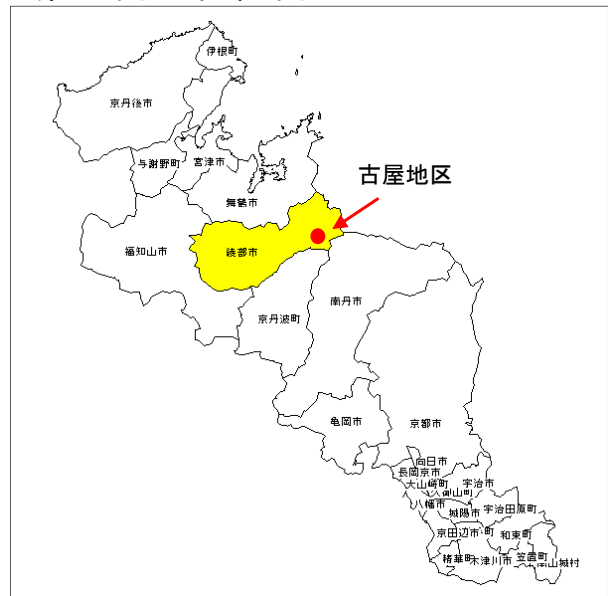 伊根町
京丹後市
与謝野町
宮津市
舞鶴市
古屋地区
福知山市
綾部市
京丹波町
南丹市
亀岡市
京都市
向日市
長岡京市
大山崎町
宇治市
八幡市
城陽市
宇治田原町
京田辺市
和東町
精華町
木津川市
笠置町
南山城村